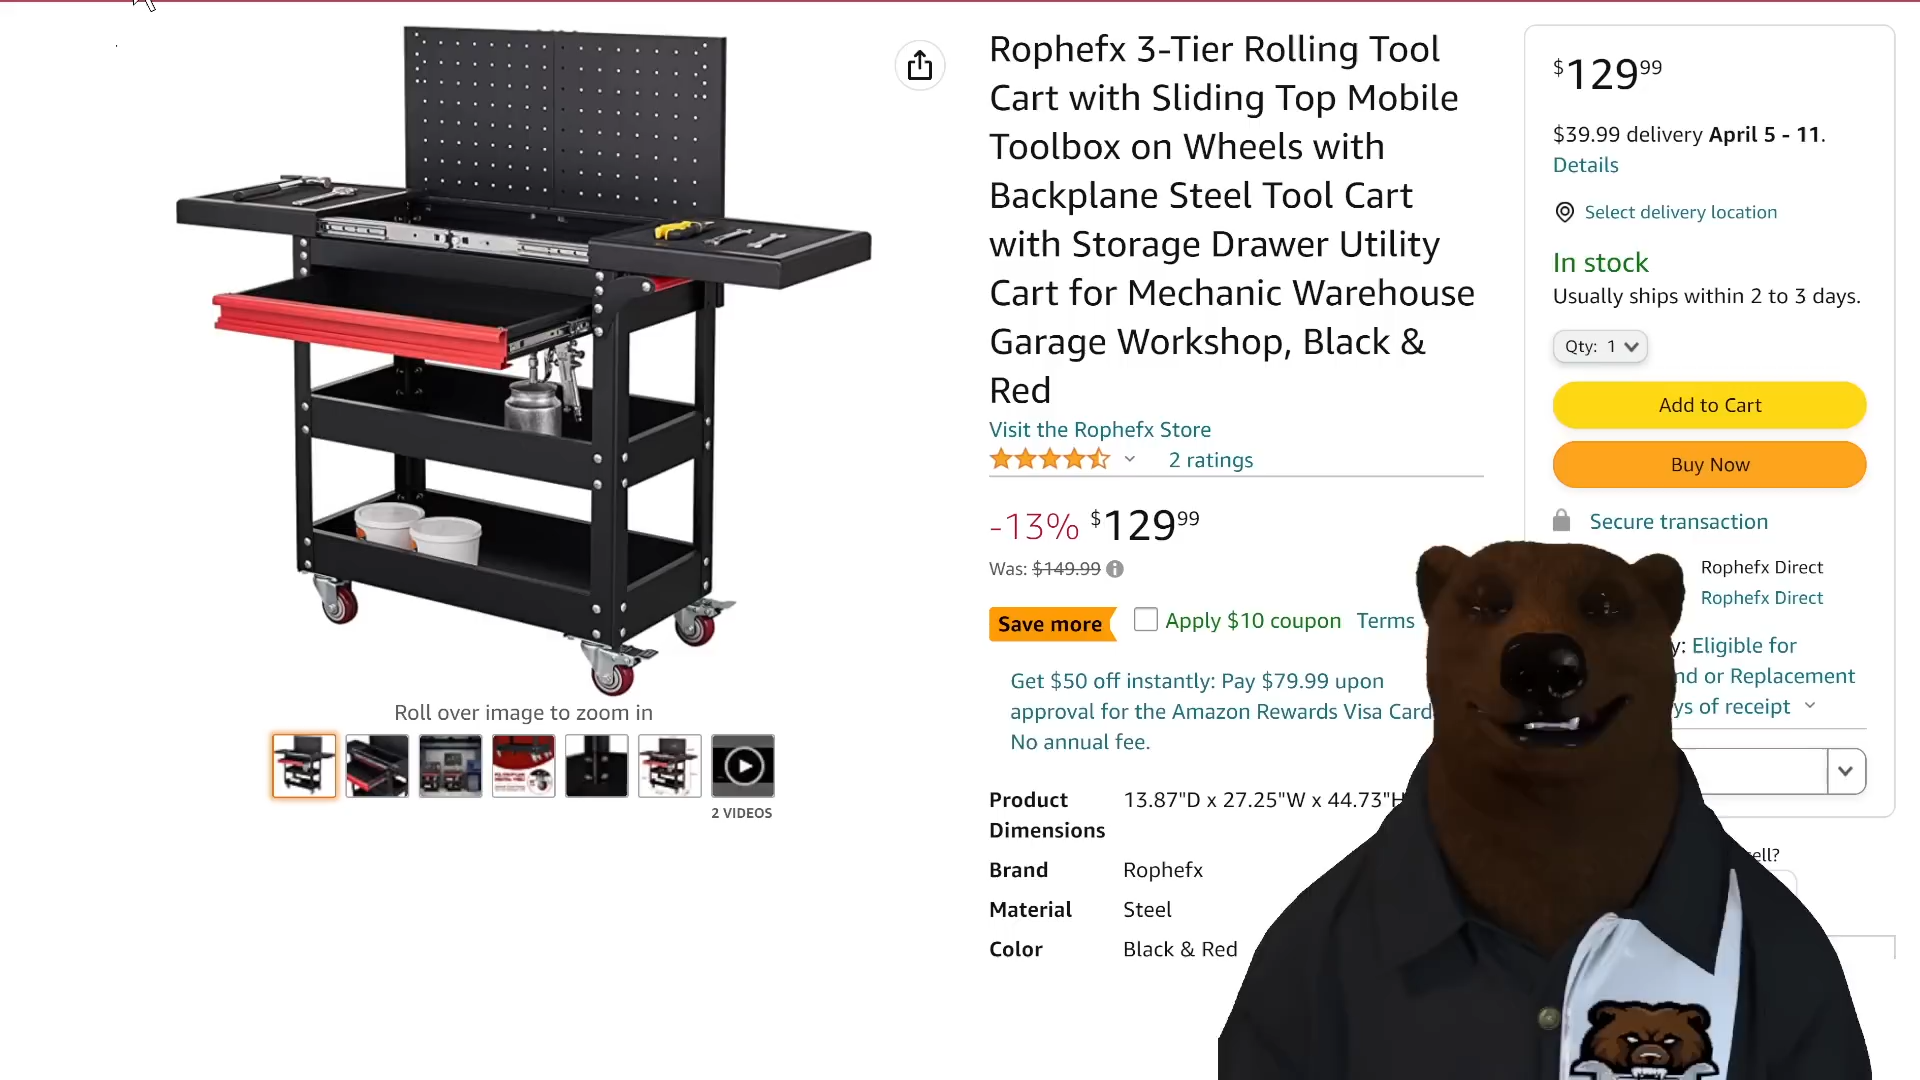 Rophefx 3-Tier Rolling Tool
Cart with Sliding Top Mobile
Toolbox on Wheels with
Backplane Steel Tool Cart
with Storage Drawer Utility
Cart for Mechanic Warehouse
Garage Workshop, Black &
Red
Visit the Rophefx Store
2 ratings
-13% $129.99
Was: $149.99
Save more
Apply $10 coupon Terms
Get $50 off instantly: Pay $79.99 upon
approval for the Amazon Rewards Visa Card
No annual fee.
Product 13.87"D x 27.25"W x 44.73"H
Dimensions
Brand Rophefx
Material Steel
Color Black & Red
Roll over image to zoom in
2 VIDEOS
$129.99
$39.99 delivery April 5 - 11.
Details
Select delivery location
In stock
Usually ships within 2 to 3 days.
Qty: 1
Add to Cart
Buy Now
Secure transaction
Rophefx Direct
Rophefx Direct
y: Eligible for
nd or Replacement
ys of receipt
ell?